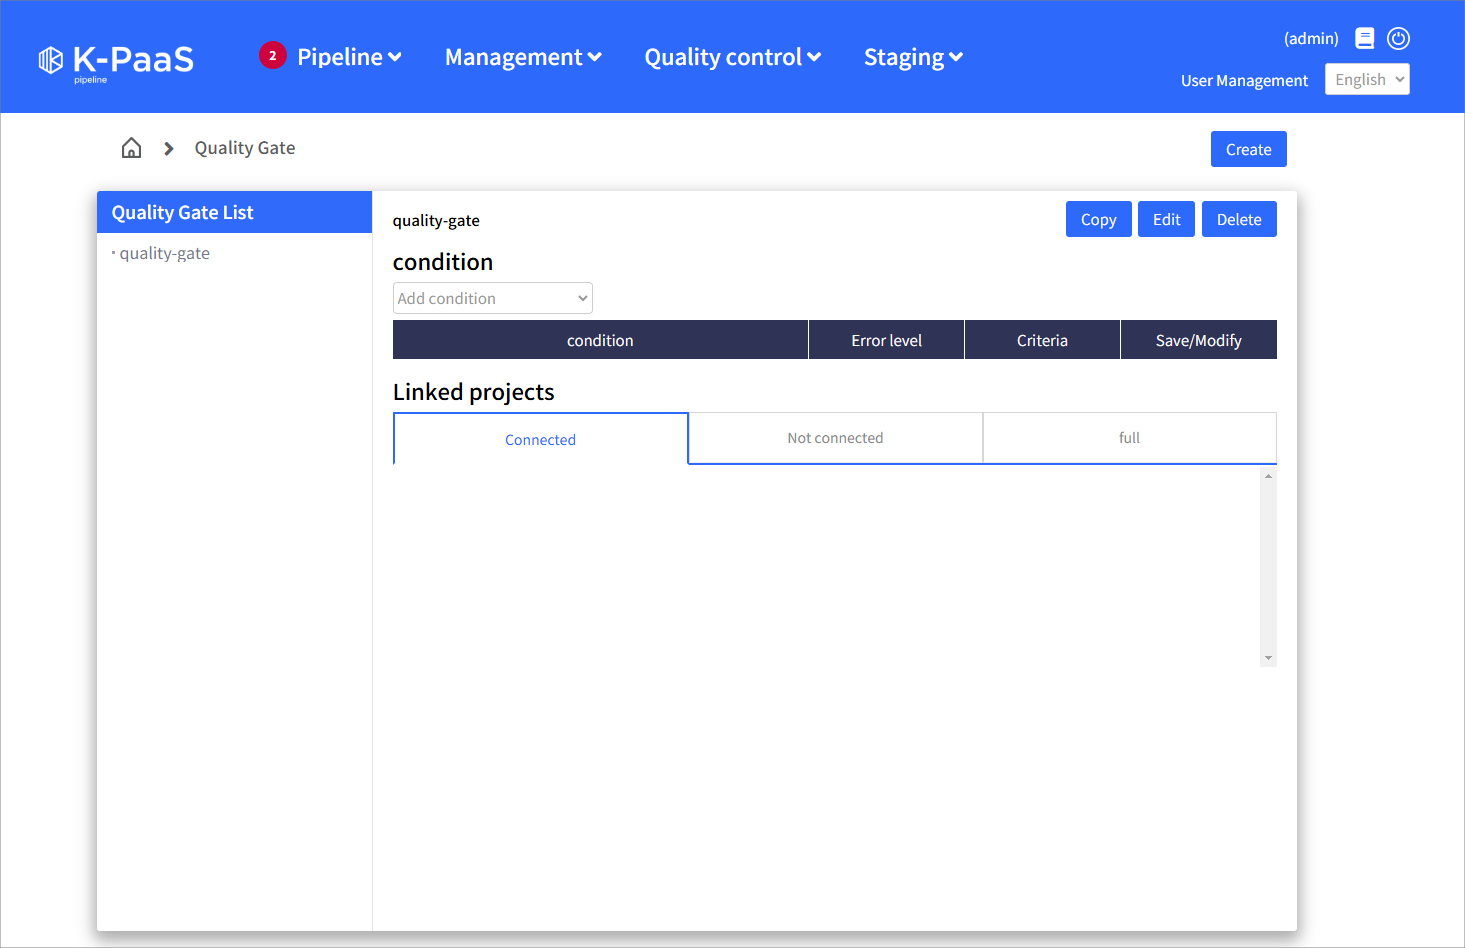 K-PaaS
pipeline
2 Pipeline Management Quality control Staging
(admin)
User Management English
Quality Gate
Create
Quality Gate List
quality-gate
quality-gate
Copy Edit Delete
condition
Add condition
condition Error level Criteria Save/Modify
Linked projects
Connected Not connected full